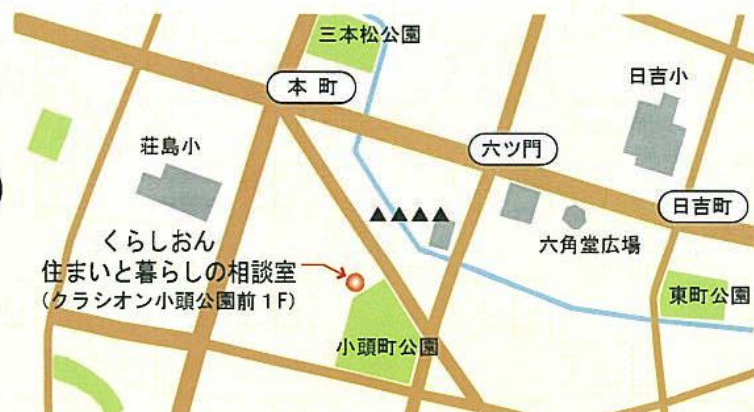 三本松公園
本町
日吉小
荘島小
六ツ門
日吉町
六角堂広場
くらしおん
住まいと暮らしの相談室
(クラシオン小頭公園前1F)
東町公園
小頭町公園